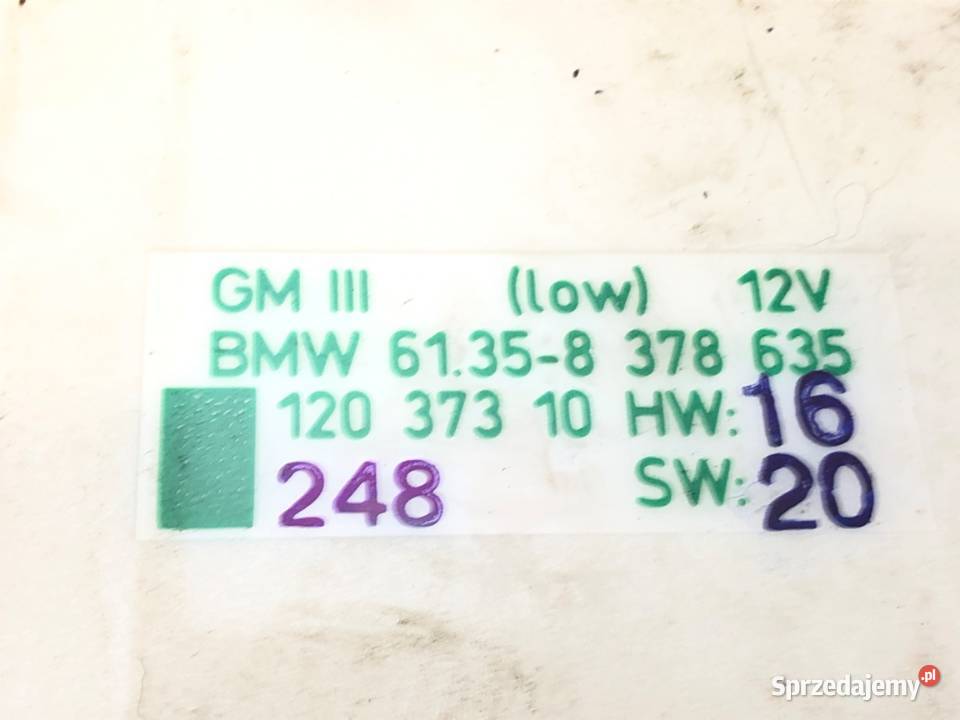 GM III (low) 12V
BMW 61.35-8 378 635
120 373 10 HW: 16
248 SW: 20
Sprzedajemy.pl